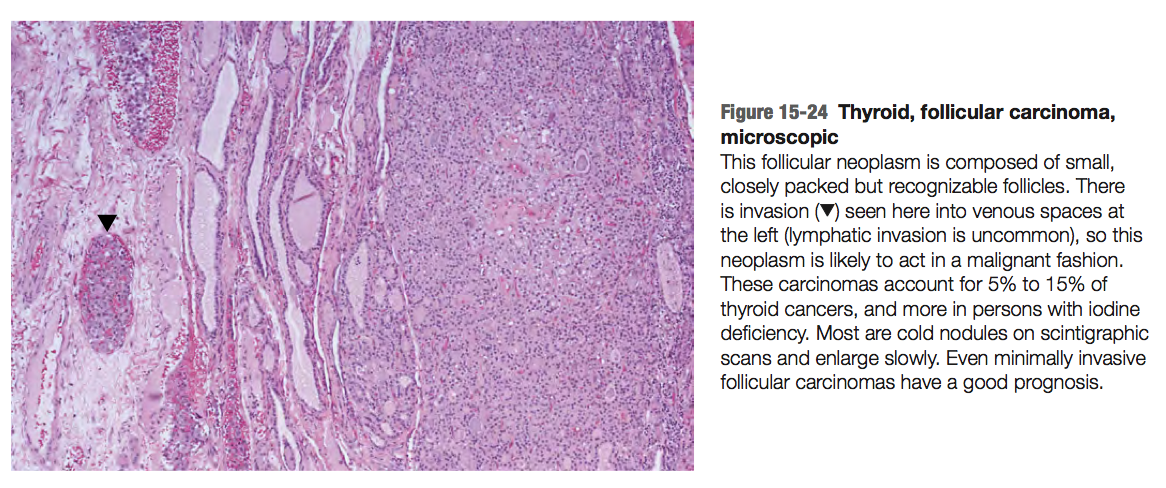 Figure 15-24 Thyroid, follicular carcinoma,
microscopic
This follicular neoplasm is composed of small,
closely packed but recognizable follicles. There
is invasion (▼) seen here into venous spaces at
the left (lymphatic invasion is uncommon), so this
neoplasm is likely to act in a malignant fashion.
These carcinomas account for 5% to 15% of
thyroid cancers, and more in persons with iodine
deficiency. Most are cold nodules on scintigraphic
scans and enlarge slowly. Even minimally invasive
follicular carcinomas have a good prognosis.